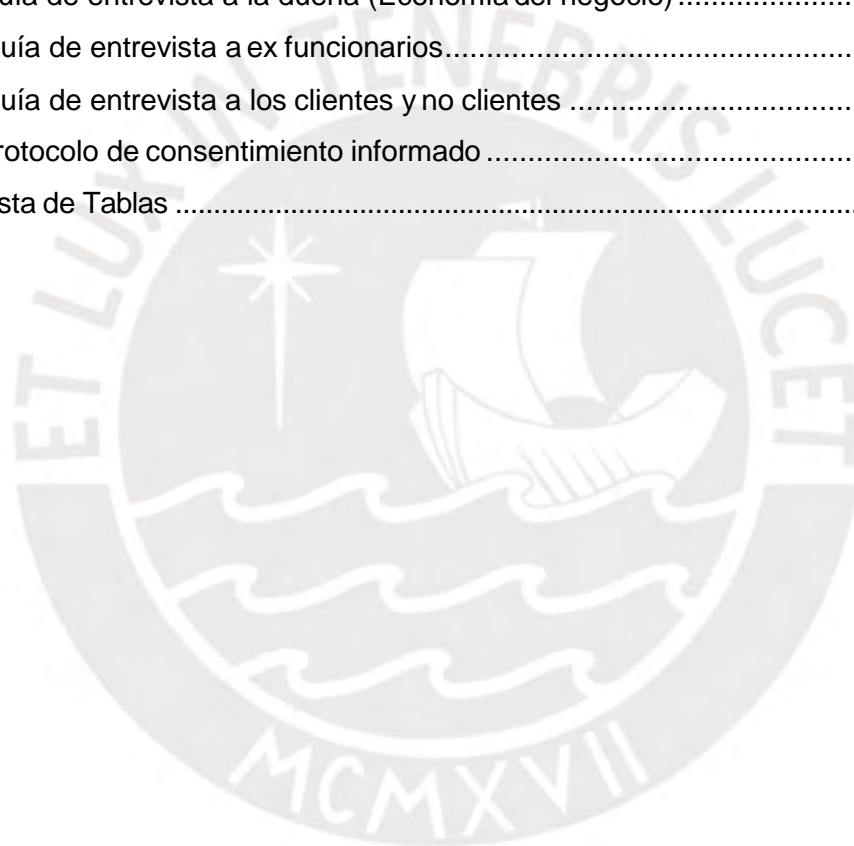 uía de entrevista a la dueña (Economía del negocio) ....................
uía de entrevista a ex funcionarios......................................................
uía de entrevista a los clientes y no clientes .......................................
rotocolo de consentimiento informado ..................................................
sta de Tablas .........................................................................................
ET LUX IN TENEBRIS LUCET
MCMXVII